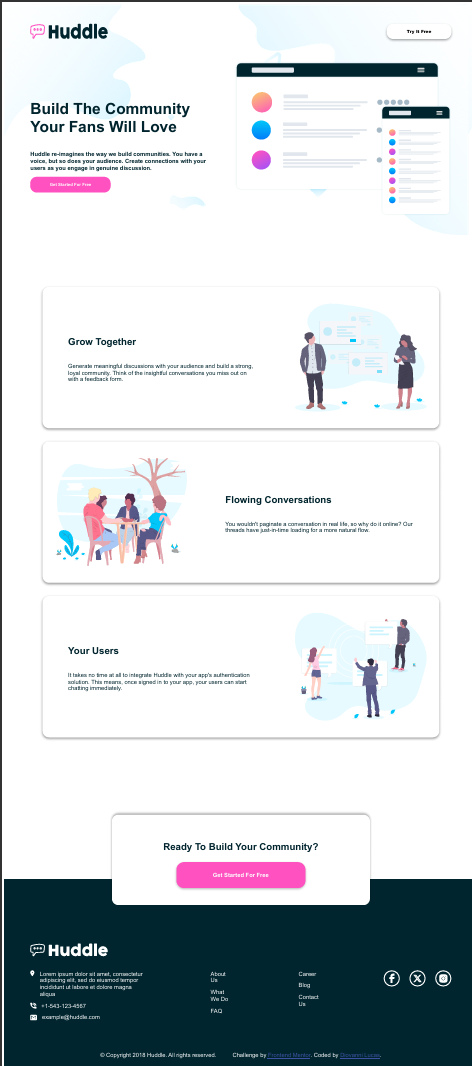 Huddle
Try It Free
Build The Community
Your Fans Will Love
Huddle re-imagines the way we build communities. You have a
voice, but so does your audience. Create connections with your
users as you engage in genuine discussion.
Get Started For Free
Grow Together
Generate meaningful discussions with your audience and build a strong,
loyal community. Think of the insightful conversations you miss out on
with a feedback form.
Flowing Conversations
You wouldn't paginate a conversation in real life, so why do it online? Our
threads have just-in-time loading for a more natural flow.
Your Users
It takes no time at all to integrate Huddle with your app's authentication
solution. This means, once signed in to your app, your users can start
chatting immediately.
Ready To Build Your Community?
Get Started For Free
Huddle
Lorem ipsum dolor sit amet, consectetur
adipiscing elit, sed do eiusmod tempor
incididunt ut labore et dolore magna
aliqua
+1-543-123-4567
example@huddle.com
About
Us
What
We Do
FAQ
Career
Blog
Contact
Us
© Copyright 2018 Huddle. All rights reserved.
Challenge by Frontend Mentor. Coded by Giovanni Lucas.